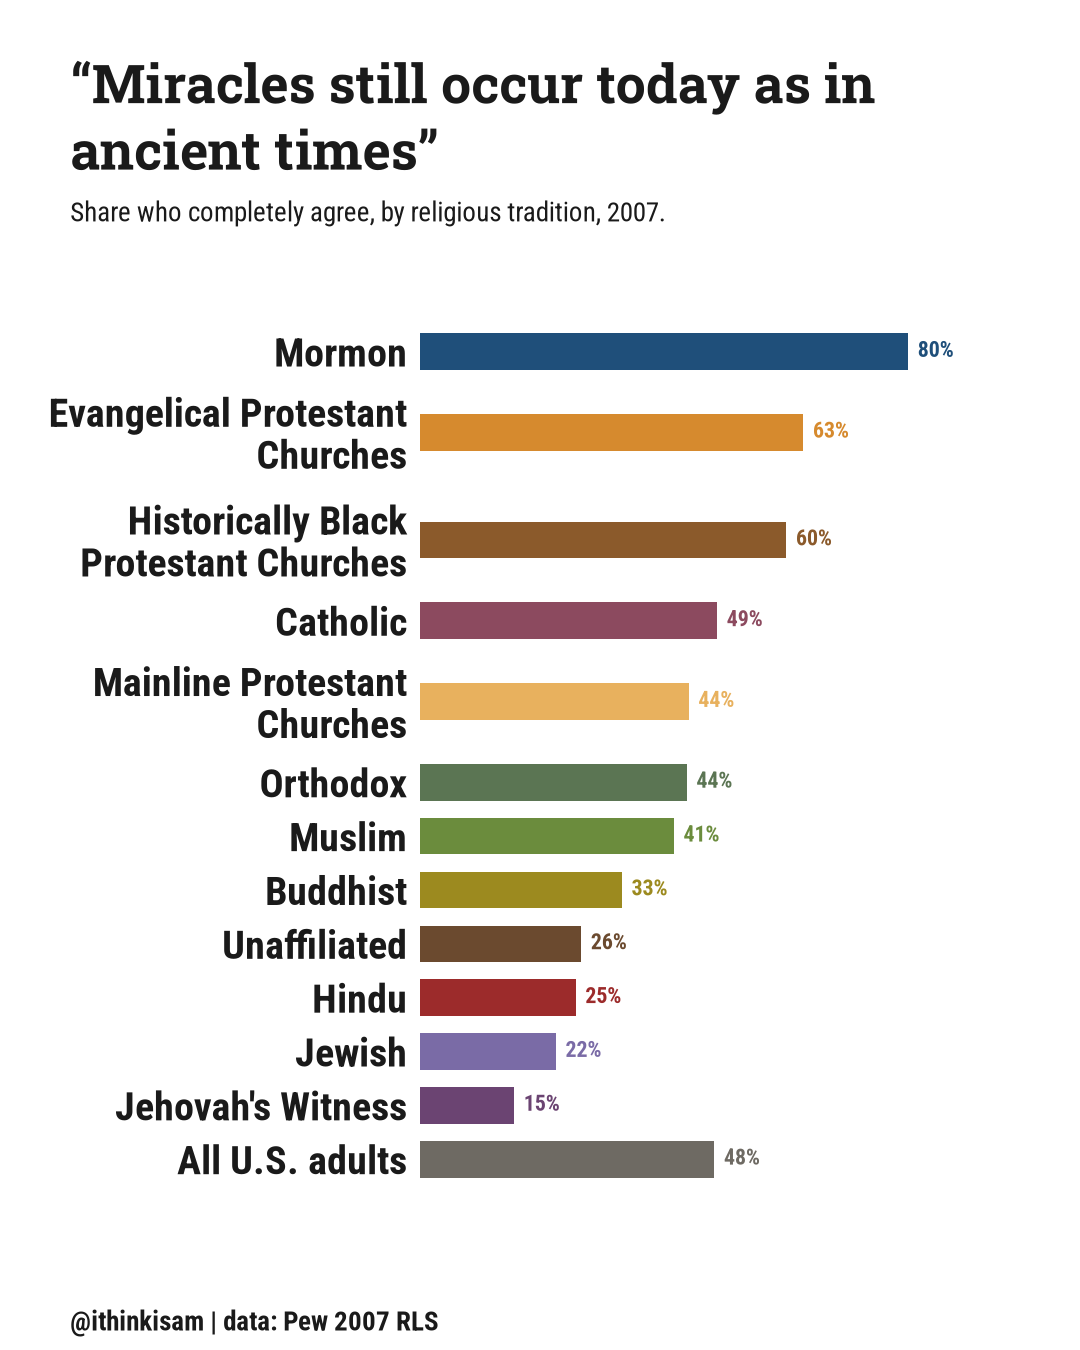 “Miracles still occur today as in
ancient times”
Share who completely agree, by religious tradition, 2007.
Mormon 80%
Evangelical Protestant
Churches 63%
Historically Black
Protestant Churches 60%
Catholic 49%
Mainline Protestant
Churches 44%
Orthodox 44%
Muslim 41%
Buddhist 33%
Unaffiliated 26%
Hindu 25%
Jewish 22%
Jehovah's Witness 15%
All U.S. adults 48%
@ithinkisam | data: Pew 2007 RLS